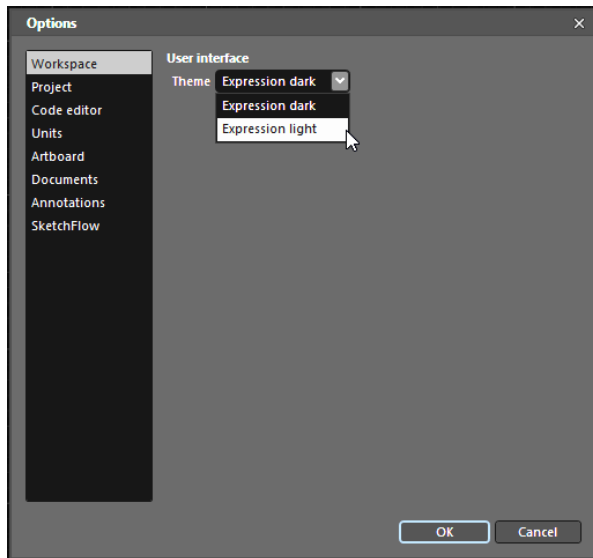 Options
Workspace
Project
Code editor
Units
Artboard
Documents
Annotations
SketchFlow
User interface
Theme Expression dark
Expression dark
Expression light
OK Cancel